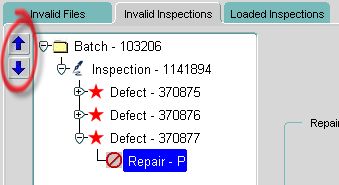 Invalid Files Invalid Inspections Loaded Inspections
Batch - 103206
Inspection - 1141894
Defect - 370875
Defect - 370876
Defect - 370877
Repair - P
Repai